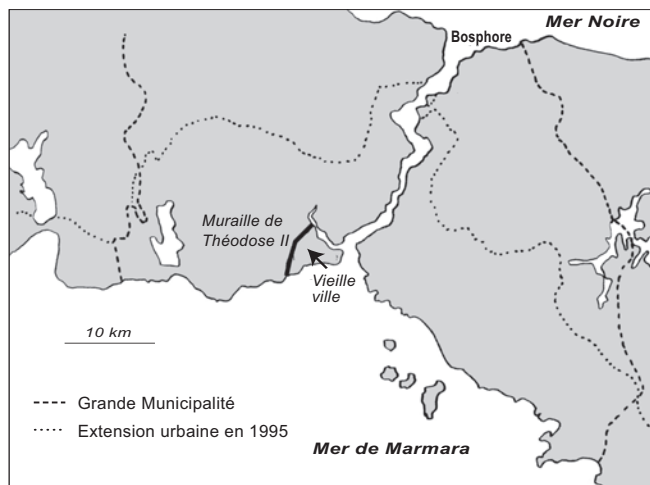 Mer Noire
Bosphore
Muraille de
Théodose II
Vieille
ville
10 km
Grande Municipalité
Extension urbaine en 1995
Mer de Marmara